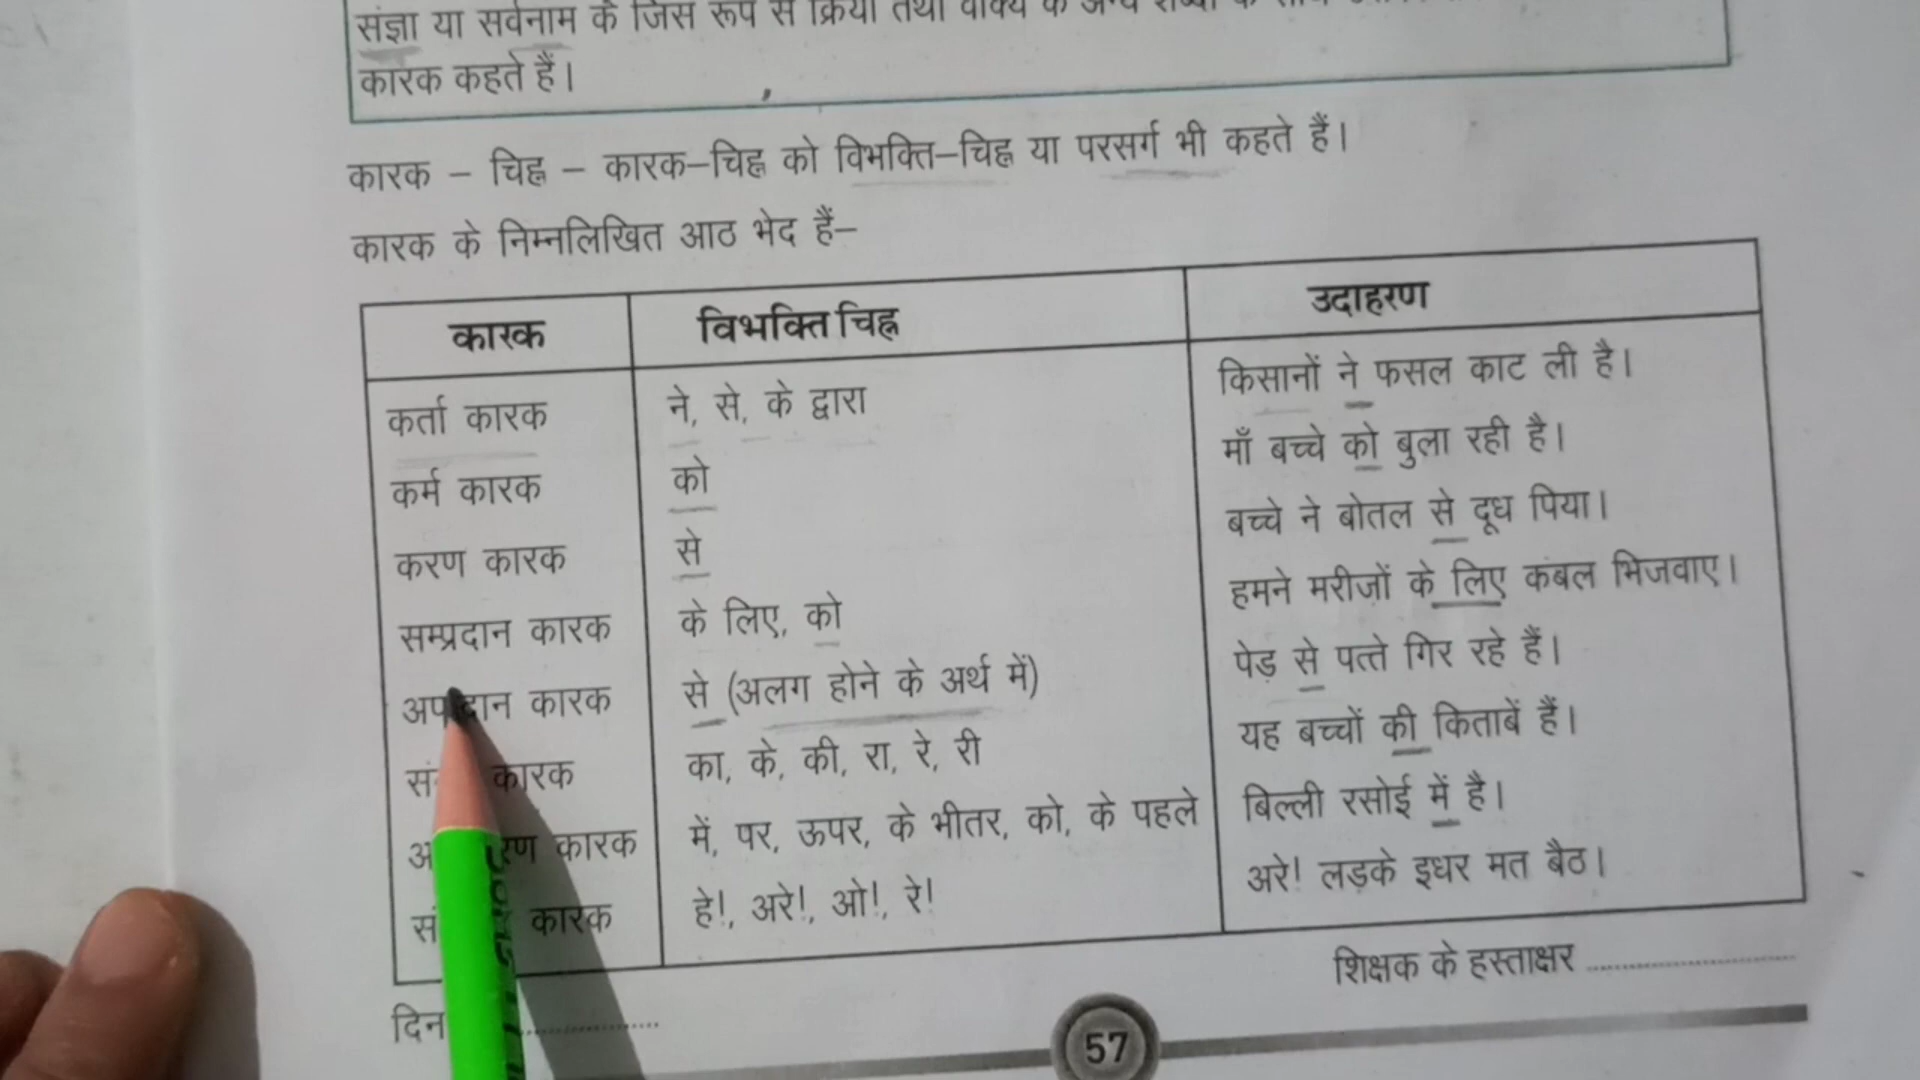 संज्ञा या सर्वनाम के जिस रूप से क्रिया तथा वाक्य के अन्य शब्दों के साथ
कारक कहते हैं।
कारक – चिह्न – कारक–चिह्न को विभक्ति–चिह्न या परसर्ग भी कहते हैं।
कारक के निम्नलिखित आठ भेद हैं–
कारक विभक्ति चिह्न उदाहरण
कर्ता कारक ने, से, के द्वारा किसानों ने फसल काट ली है।
कर्म कारक को माँ बच्चे को बुला रही है।
करण कारक से बच्चे ने बोतल से दूध पिया।
सम्प्रदान कारक के लिए, को हमने मरीजों के लिए कंबल भिजवाए।
अपादान कारक से (अलग होने के अर्थ में) पेड़ से पत्ते गिर रहे हैं।
कारक का, के, की, रा, रे, री यह बच्चों की किताबें हैं।
कारक में, पर, ऊपर, के भीतर, को, के पहले बिल्ली रसोई में है।
कारक हे!, अरे!, ओ!, रे! अरे! लड़के इधर मत बैठ।
शिक्षक के हस्ताक्षर
दिन
57